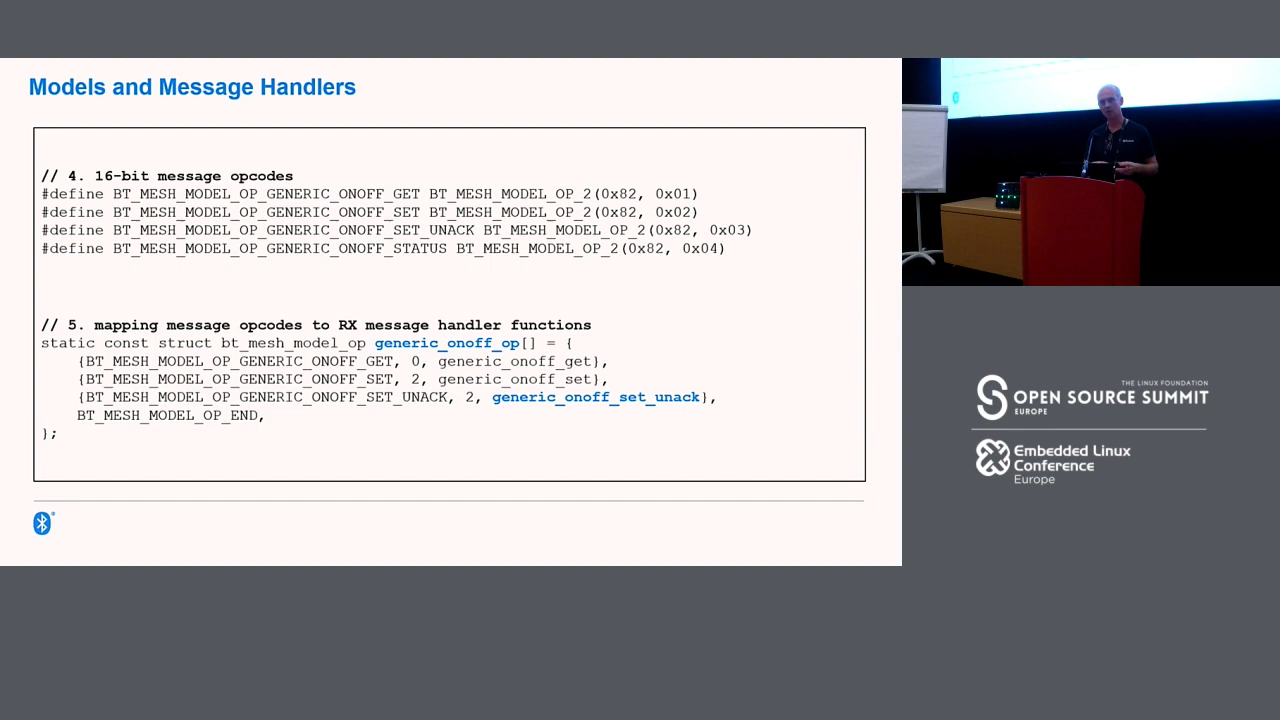 Models and Message Handlers
// 4. 16-bit message opcodes
#define BT_MESH_MODEL_OP_GENERIC_ONOFF_GET BT_MESH_MODEL_OP_2(0x82, 0x01)
#define BT_MESH_MODEL_OP_GENERIC_ONOFF_SET BT_MESH_MODEL_OP_2(0x82, 0x02)
#define BT_MESH_MODEL_OP_GENERIC_ONOFF_SET_UNACK BT_MESH_MODEL_OP_2(0x82, 0x03)
#define BT_MESH_MODEL_OP_GENERIC_ONOFF_STATUS BT_MESH_MODEL_OP_2(0x82, 0x04)
// 5. mapping message opcodes to RX message handler functions
static const struct bt_mesh_model_op generic_onoff_op[] = {
    {BT_MESH_MODEL_OP_GENERIC_ONOFF_GET, 0, generic_onoff_get},
    {BT_MESH_MODEL_OP_GENERIC_ONOFF_SET, 2, generic_onoff_set},
    {BT_MESH_MODEL_OP_GENERIC_ONOFF_SET_UNACK, 2, generic_onoff_set_unack},
    BT_MESH_MODEL_OP_END,
};
THE LINUX FOUNDATION
OPEN SOURCE SUMMIT
EUROPE
Embedded Linux
Conference
Europe